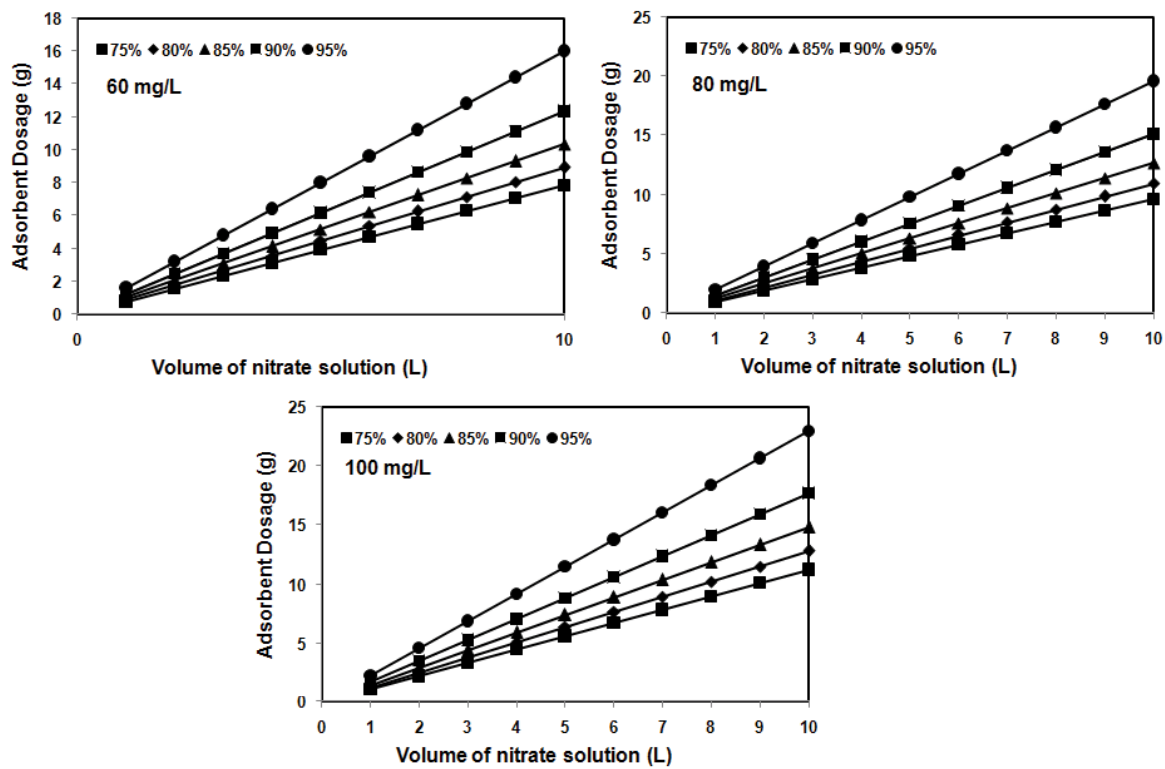 Adsorbent Dosage (g)
18
16
14
12
10
8
6
4
2
0
75% 80% 85% 90% 95%
60 mg/L
0 10
Volume of nitrate solution (L)
Adsorbent Dosage (g)
25
20
15
10
5
0
75% 80% 85% 90% 95%
80 mg/L
0 1 2 3 4 5 6 7 8 9 10
Volume of nitrate solution (L)
Adsorbent Dosage (g)
25
20
15
10
5
0
75% 80% 85% 90% 95%
100 mg/L
0 1 2 3 4 5 6 7 8 9 10
Volume of nitrate solution (L)